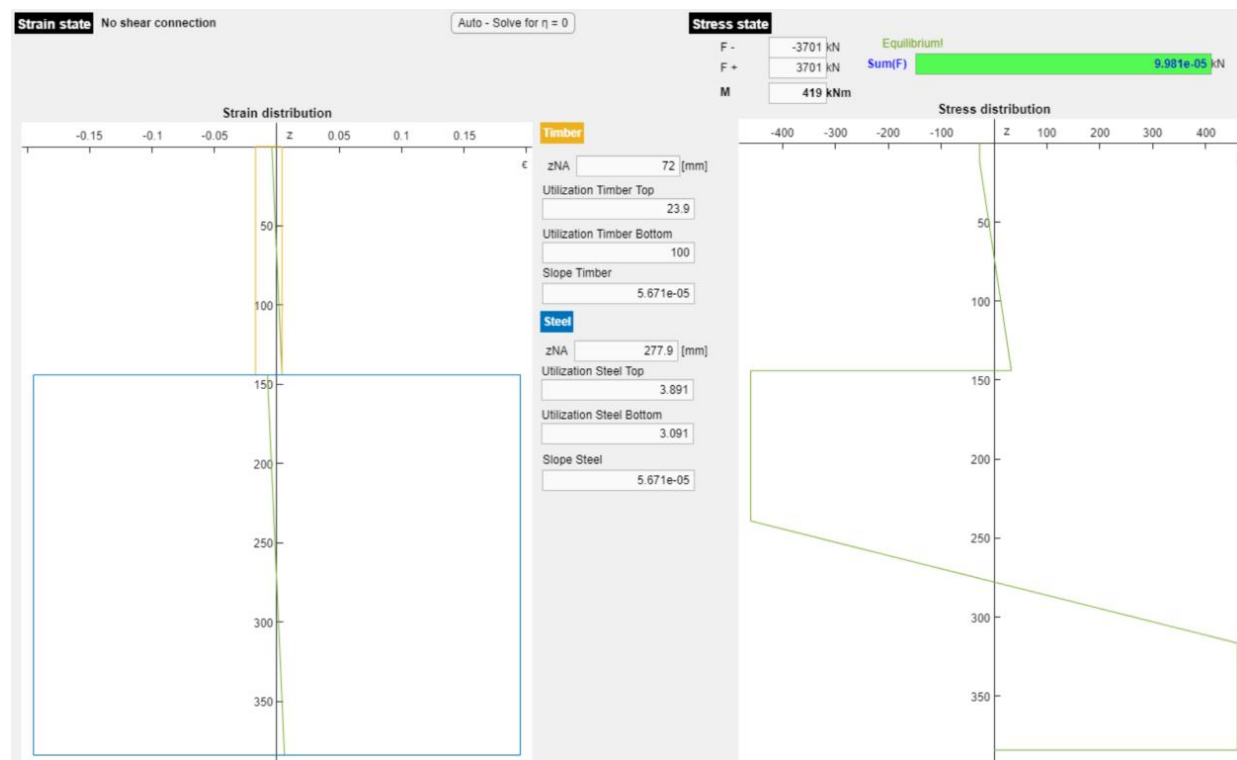 Strain state No shear connection Auto - Solve for η = 0 Stress state
F - -3701 kN Equilibrium!
F + 3701 kN Sum(F) 9.981e-05 kN
M 419 kNm
Strain distribution Stress distribution
-0.15 -0.1 -0.05 z 0.05 0.1 0.15
€
Timber
zNA 72 [mm]
Utilization Timber Top
23.9
Utilization Timber Bottom
100
Slope Timber
5.671e-05
Steel
zNA 277.9 [mm]
Utilization Steel Top
3.891
Utilization Steel Bottom
3.091
Slope Steel
5.671e-05
50
100
150
200
250
300
350
-400 -300 -200 -100 z 100 200 300 400
50
100
150
200
250
300
350